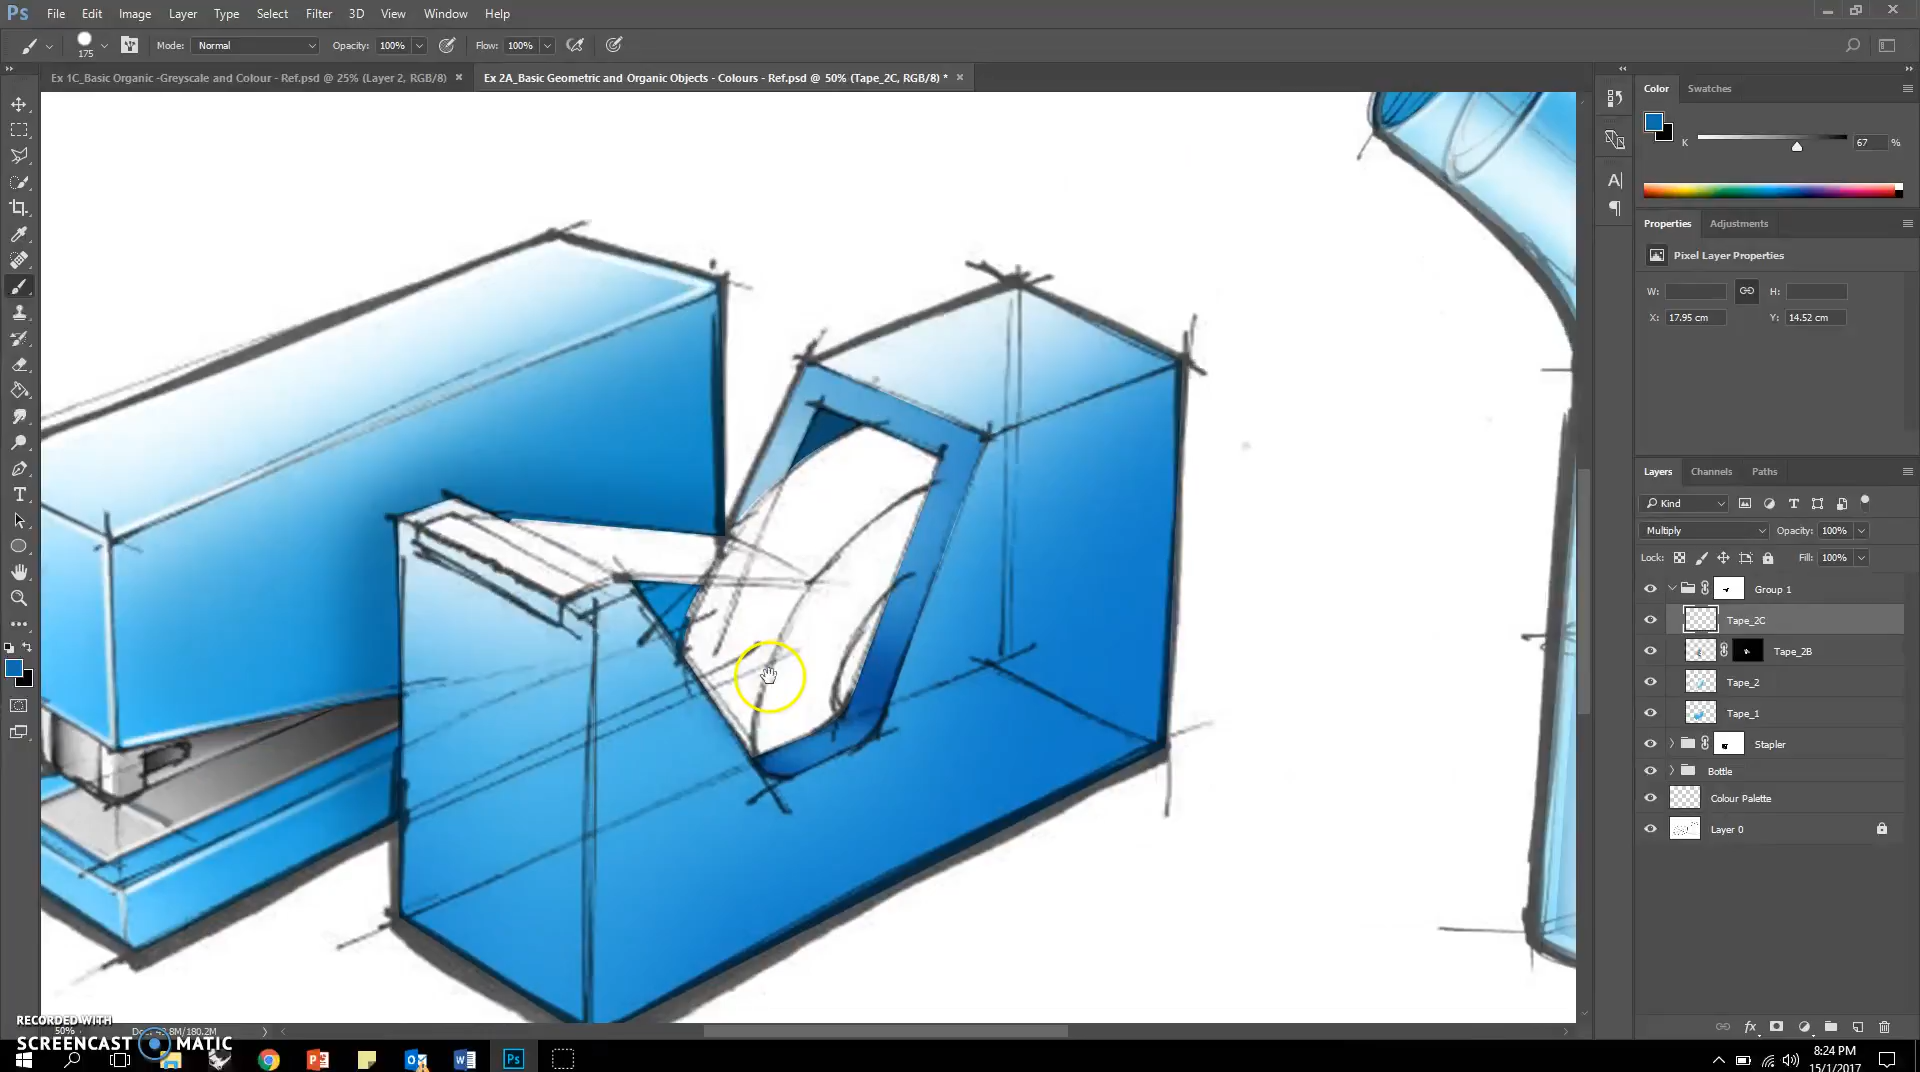 Ps File Edit Image Layer Type Select Filter 3D View Window Help
175 Mode: Normal Opacity: 100% Flow: 100%
Ex 1C_Basic Organic -Greyscale and Colour - Ref.psd @ 25% (Layer 2, RGB/8) × Ex 2A_Basic Geometric and Organic Objects - Colours - Ref.psd @ 50% (Tape_2C, RGB/8) * ×
Color Swatches
K 67 %
Properties Adjustments
Pixel Layer Properties
W: H:
X: 17.95 cm Y: 14.52 cm
Layers Channels Paths
Kind
Multiply Opacity: 100%
Lock: Fill: 100%
Group 1
Tape_2C
Tape_2B
Tape_2
Tape_1
Stapler
Bottle
Colour Palette
Layer 0
RECORDED WITH
SCREENCAST MATIC
50%
8:24 PM
15/1/2017